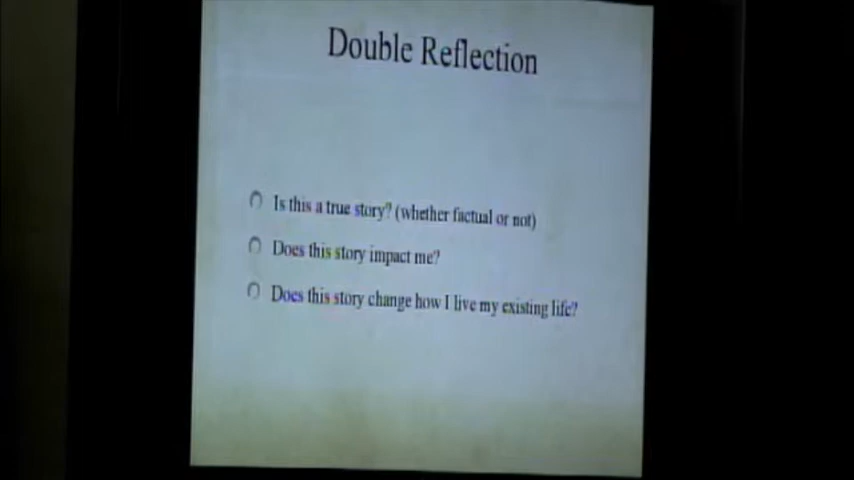 Double Reflection
Is this a true story? (whether factual or not)
Does this story impact me?
Does this story change how I live my existing life?